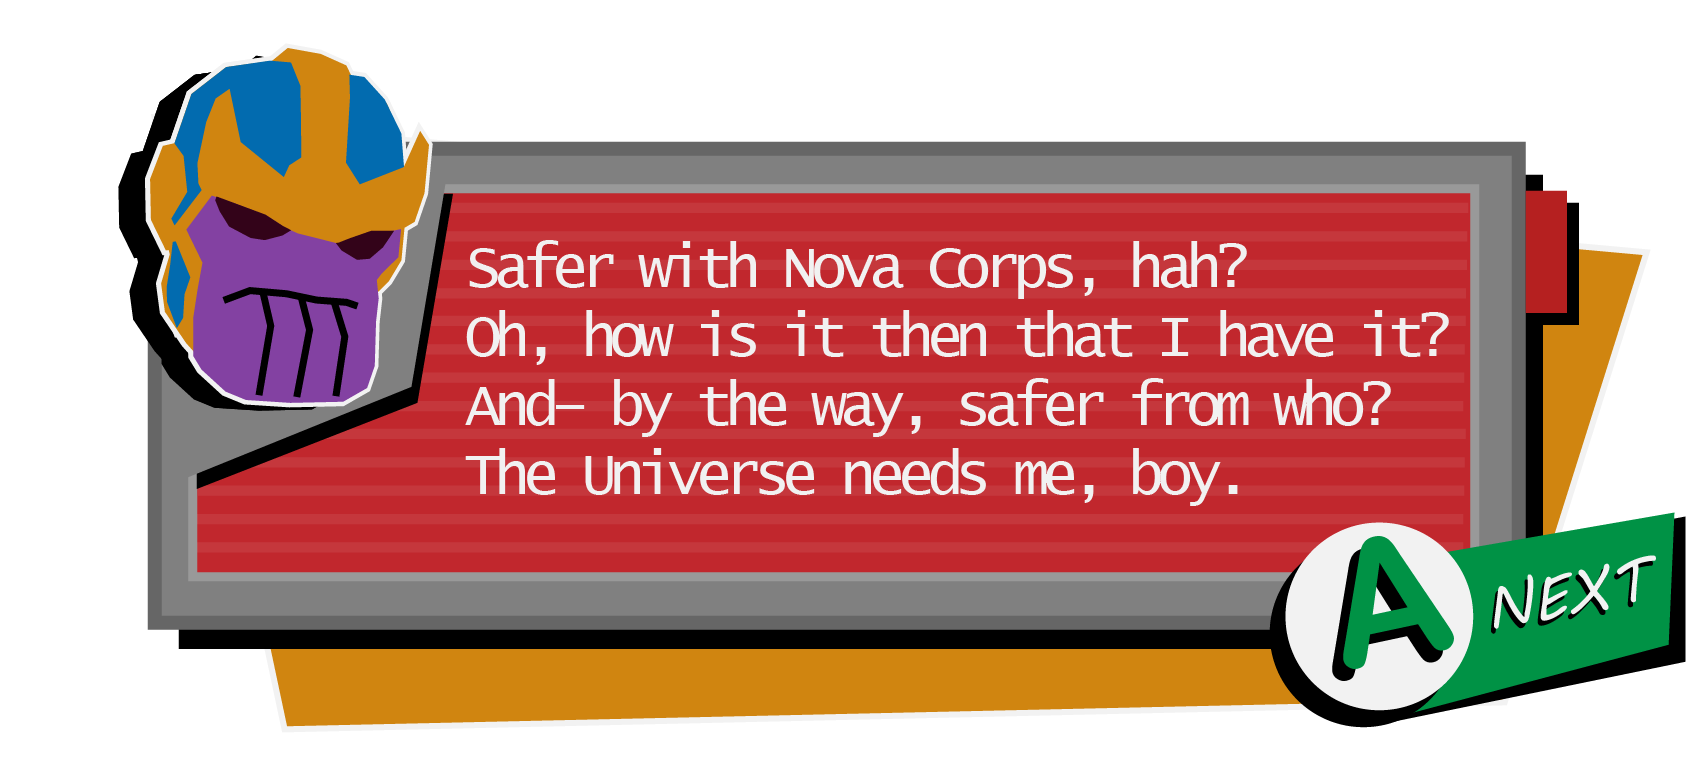 Safer with Nova Corps, hah?
Oh, how is it then that I have it?
And— by the way, safer from who?
The Universe needs me, boy.
A NEXT